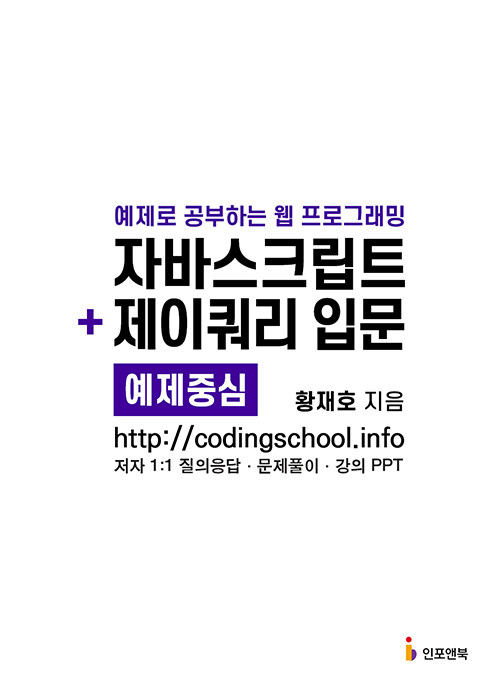 예제로 공부하는 웹 프로그래밍
자바스크립트
+ 제이쿼리 입문
예제중심
황재호 지음
http://codingschool.info
저자 1:1 질의응답 · 문제풀이 · 강의 PPT
인포앤북